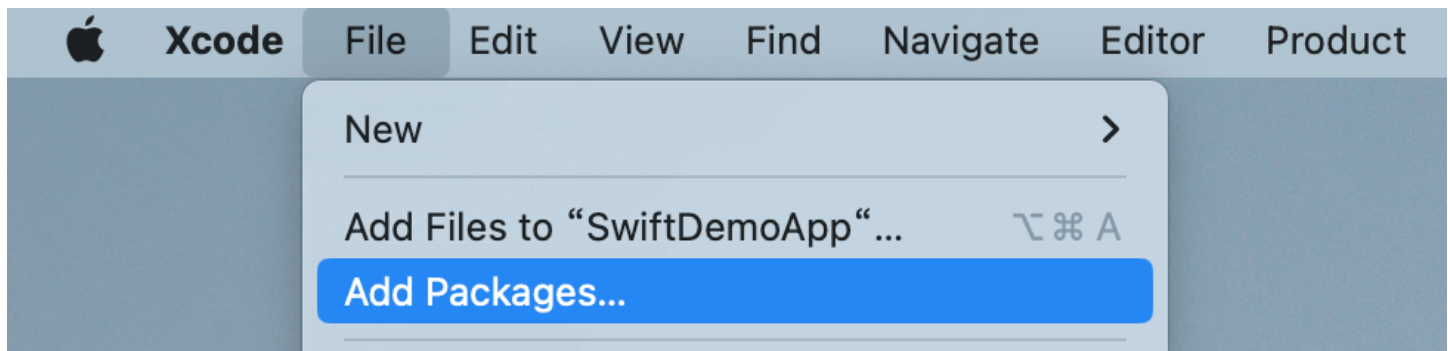 Xcode File Edit View Find Navigate Editor Product
New
Add Files to “SwiftDemoApp“... ⌥⌘ A
Add Packages...